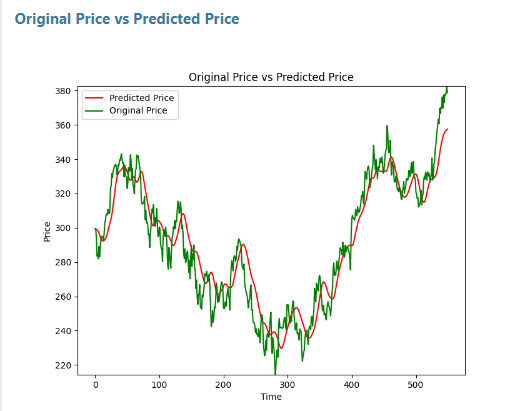 Original Price vs Predicted Price
Original Price vs Predicted Price
Predicted Price
Original Price
380
360
340
320
300
280
260
240
220
Price
0 100 200 300 400 500
Time